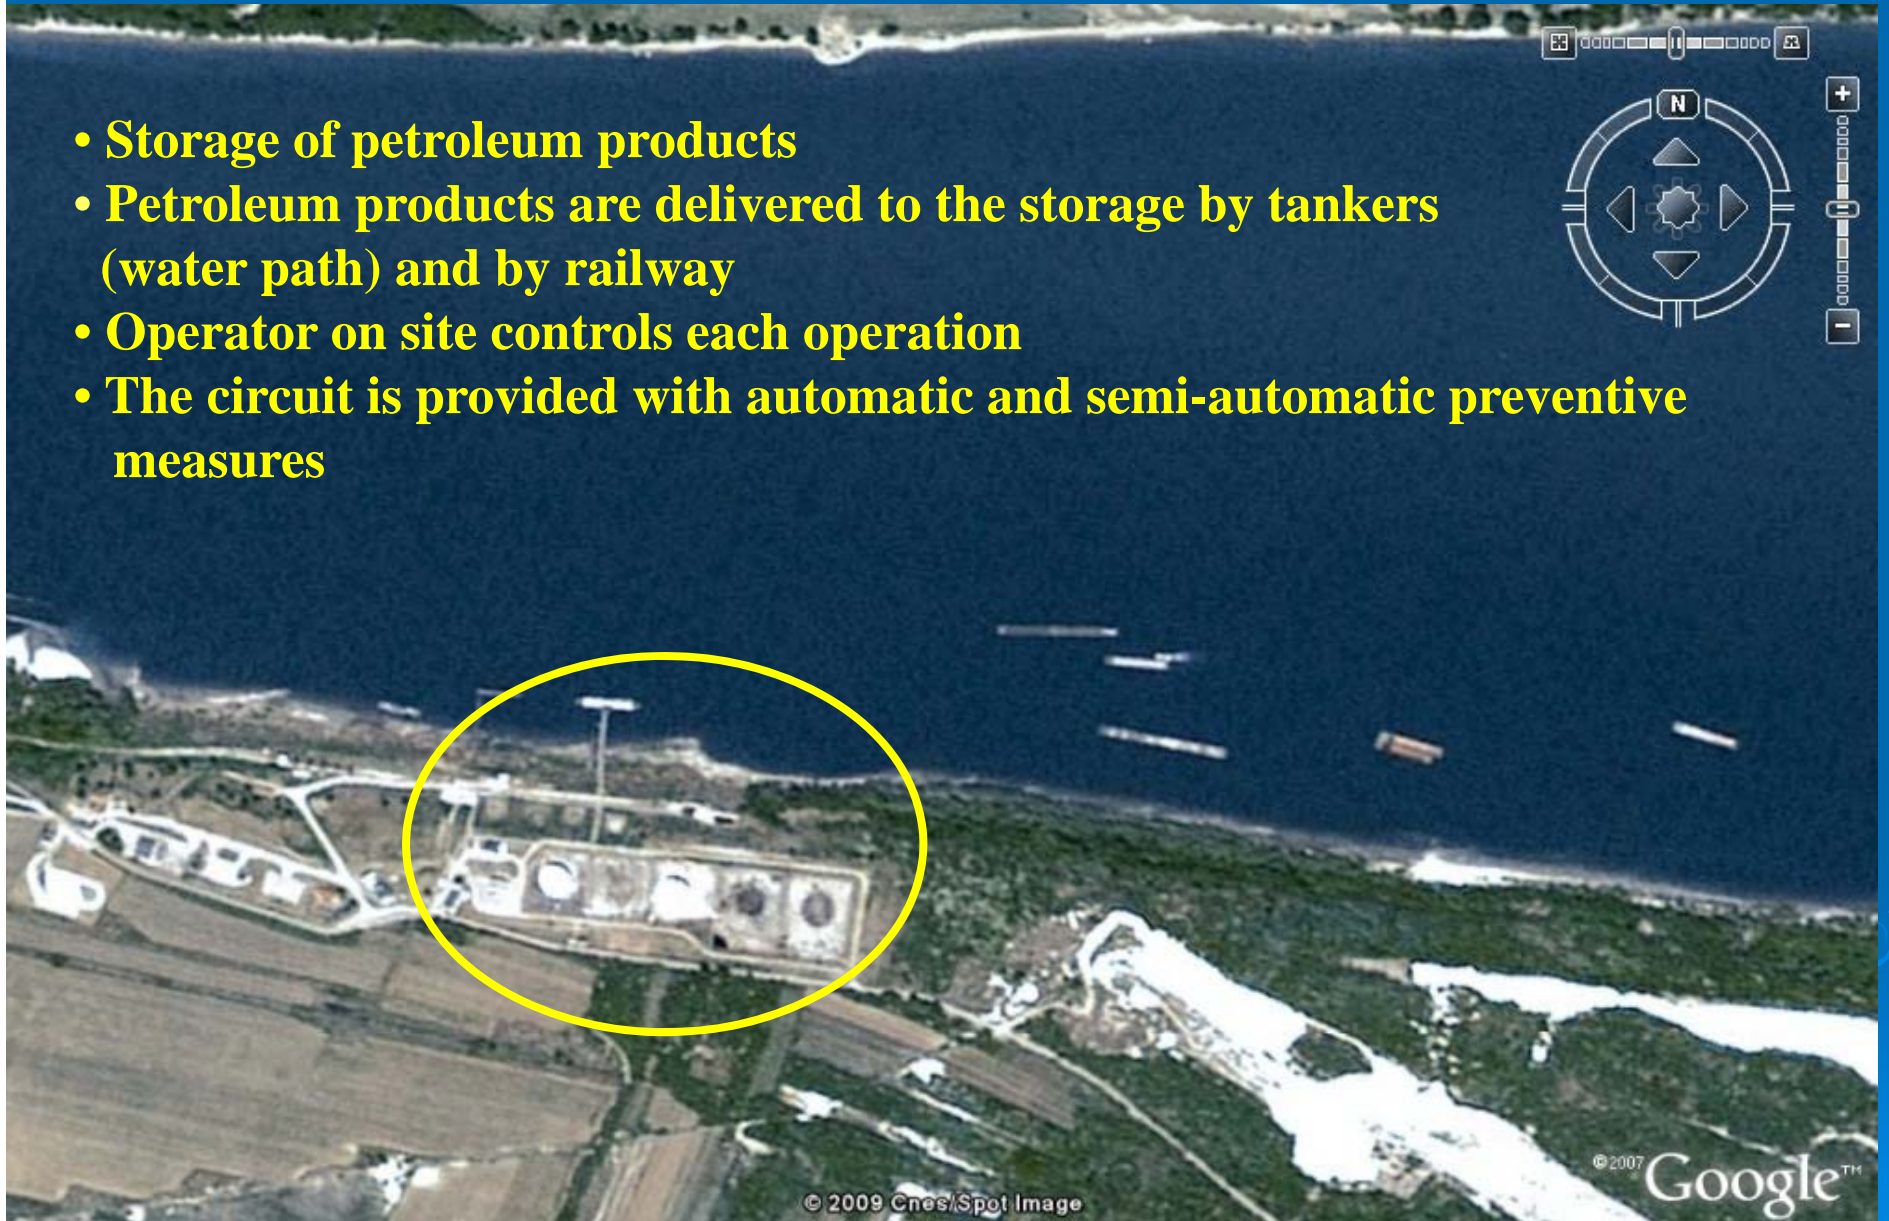 N
• Storage of petroleum products
• Petroleum products are delivered to the storage by tankers
(water path) and by railway
• Operator on site controls each operation
• The circuit is provided with automatic and semi-automatic preventive
measures
©2007 Google™
© 2009 Cnes/Spot Image